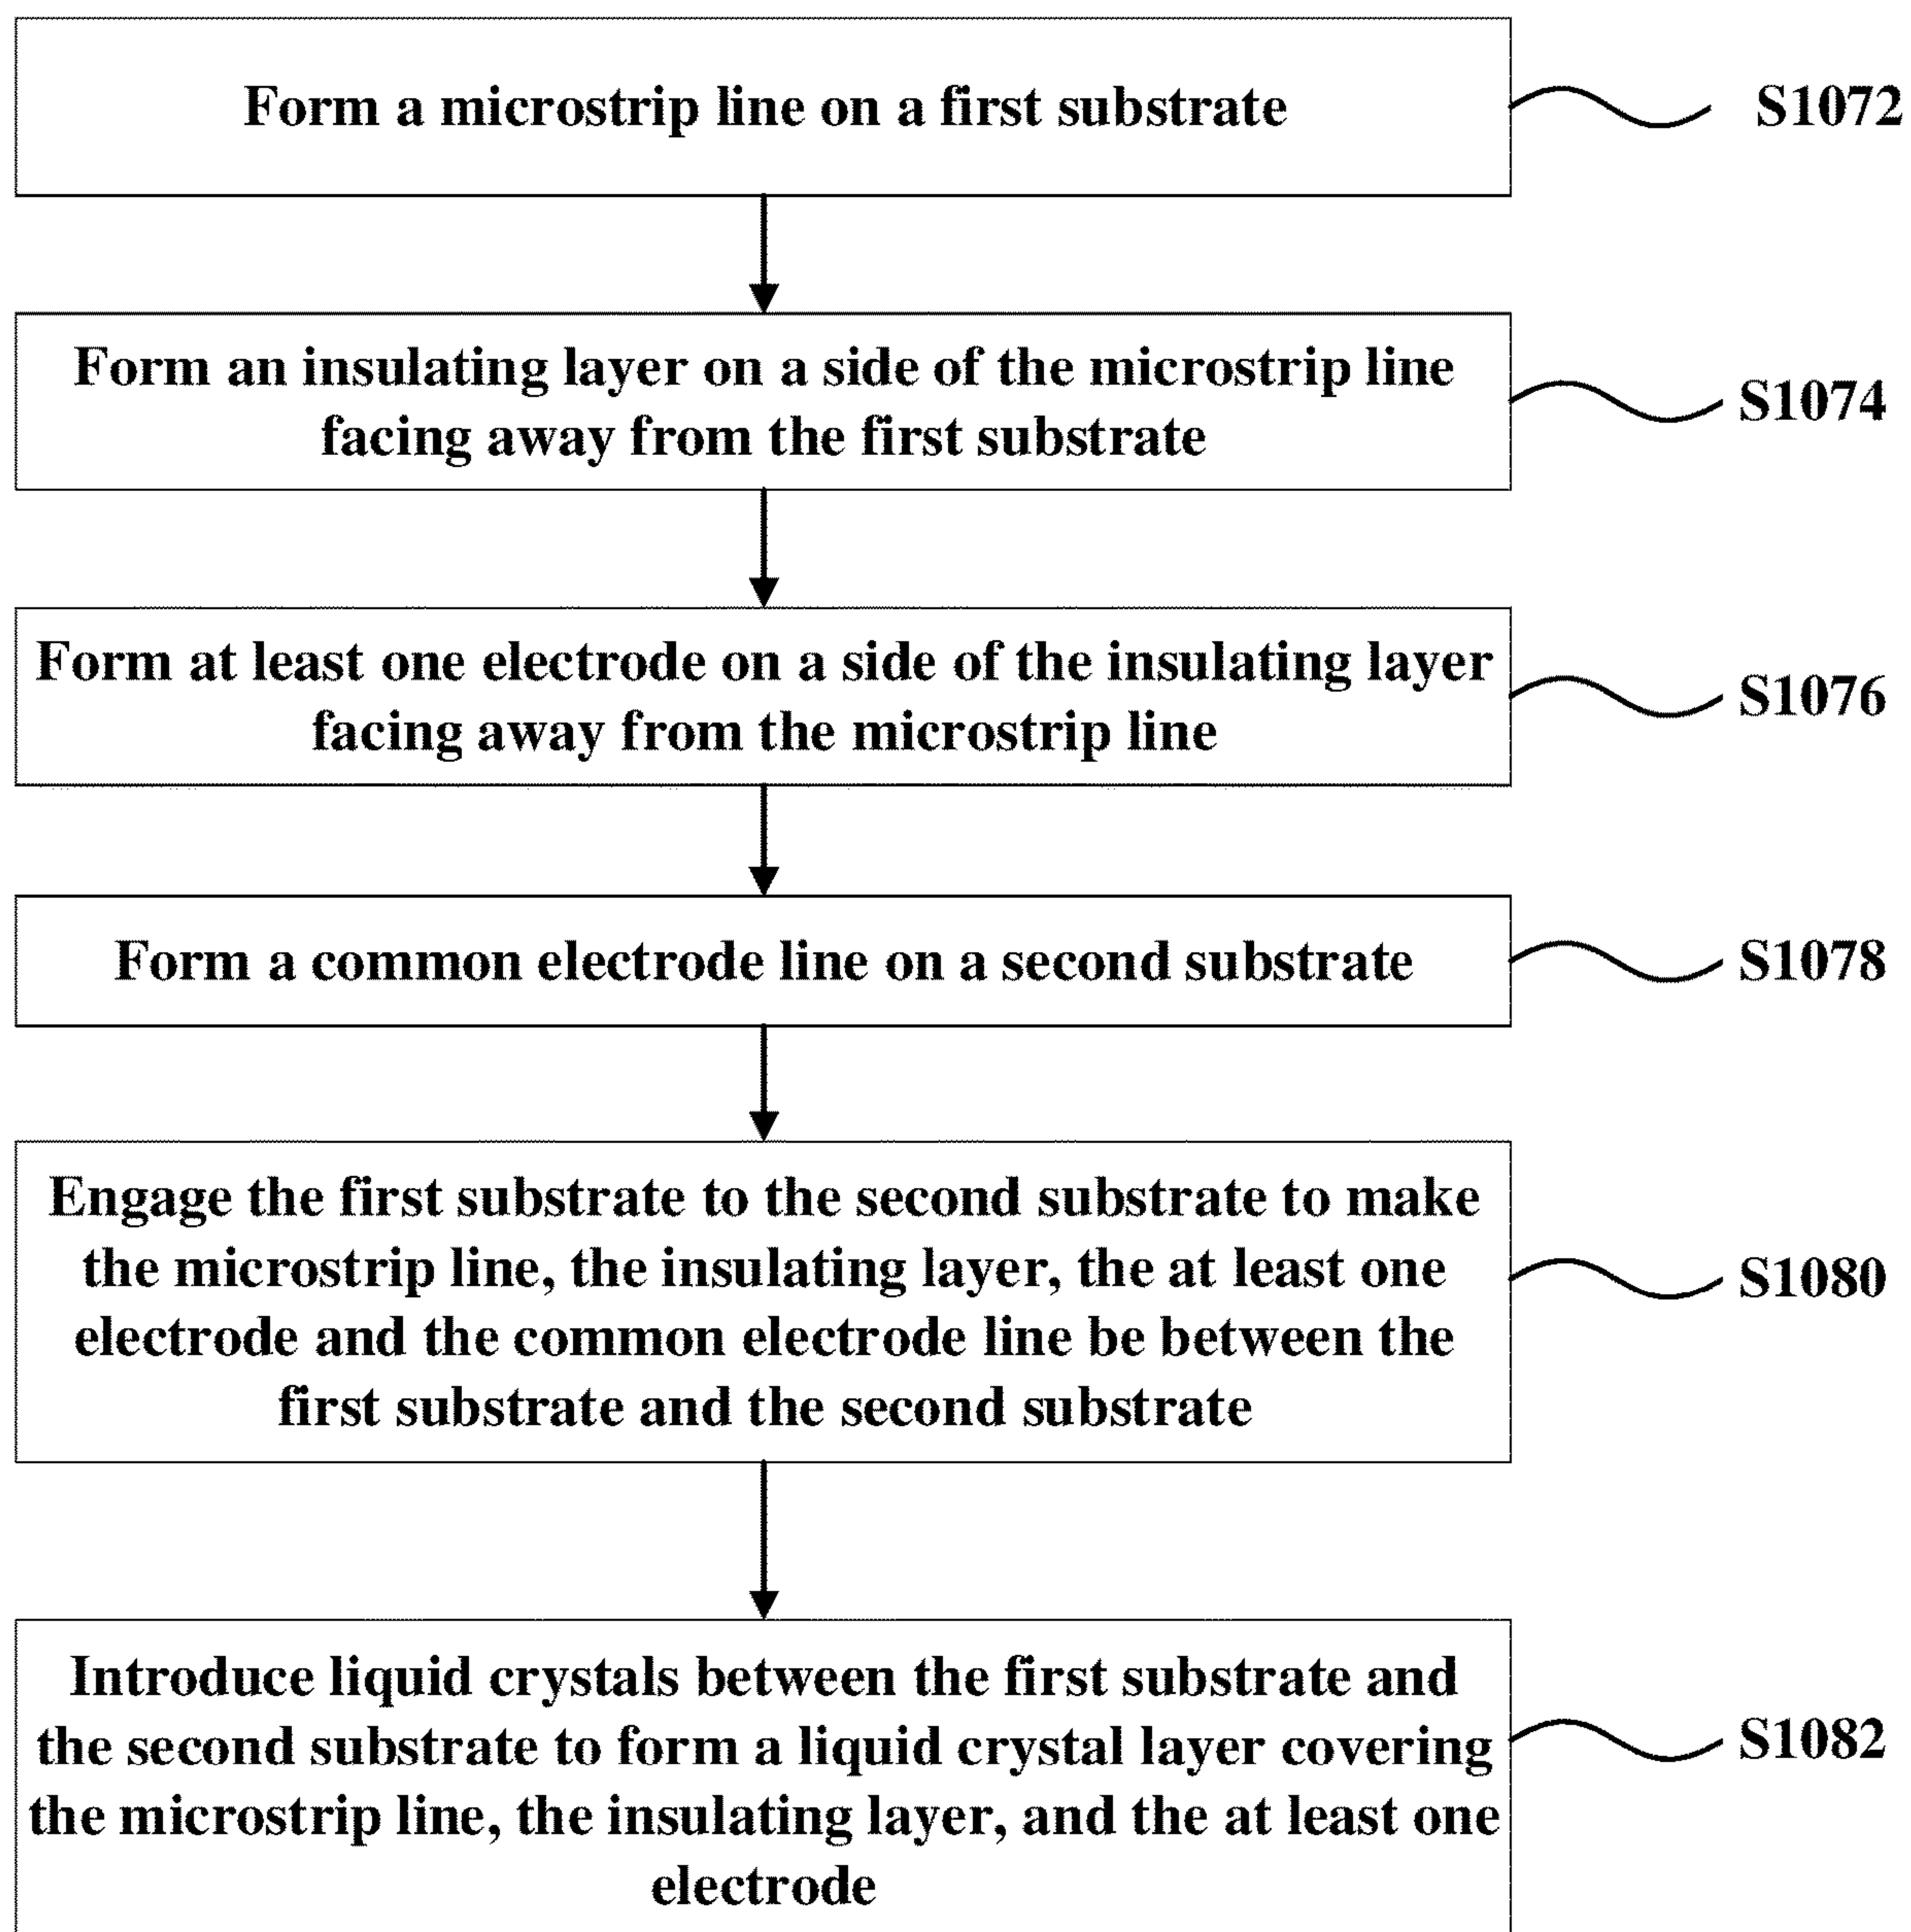 Form a microstrip line on a first substrate
S1072
Form an insulating layer on a side of the microstrip line
facing away from the first substrate
S1074
Form at least one electrode on a side of the insulating layer
facing away from the microstrip line
S1076
Form a common electrode line on a second substrate
S1078
Engage the first substrate to the second substrate to make
the microstrip line, the insulating layer, the at least one
electrode and the common electrode line be between the
first substrate and the second substrate
S1080
Introduce liquid crystals between the first substrate and
the second substrate to form a liquid crystal layer covering
the microstrip line, the insulating layer, and the at least one
electrode
S1082